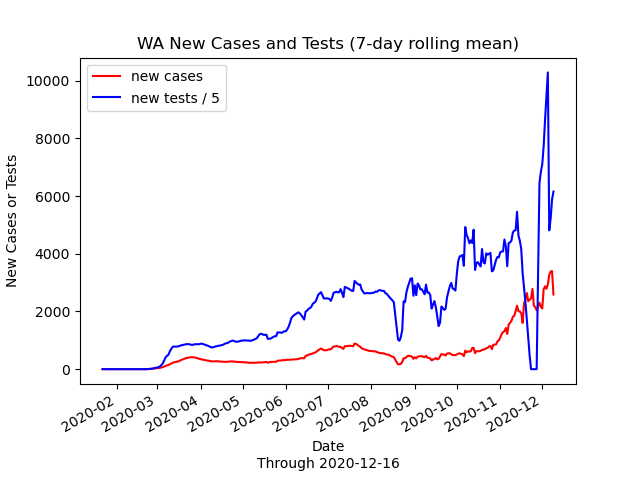 WA New Cases and Tests (7-day rolling mean)
new cases
new tests / 5
New Cases or Tests
10000
8000
6000
4000
2000
0
2020-02
2020-03
2020-04
2020-05
2020-06
2020-07
2020-08
2020-09
2020-10
2020-11
2020-12
Date
Through 2020-12-16